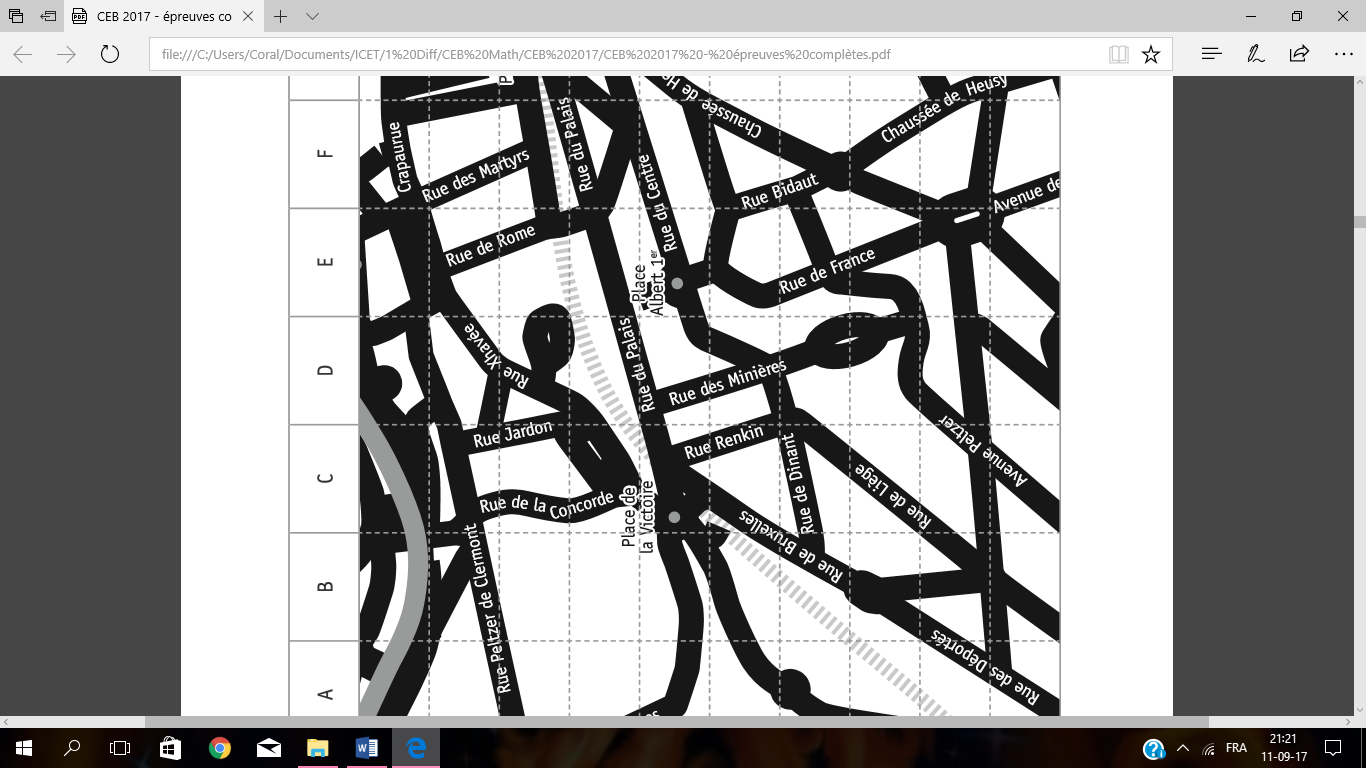 CEB 2017 - épreuves co
file:///C:/Users/Coral/Documents/ICET/1%20Diff/CEB%20Math/CEB%202017/CEB%202017%20-%20épreuves%20complètes.pdf
P
Chaussée de He
Chaussée de Heusy
F
Crapaurue
Rue des Martyrs
Rue du Palais
Rue du Centre
Rue Bidaut
Avenue de
E
Rue de Rome
Place
Albert 1er
Rue de France
D
Rue Xhavée
Rue du Palais
Rue des Minières
Avenue Peltzer
C
Rue Jardon
Rue Renkin
Rue de Dinant
Rue de Liège
Rue de la Concorde
Place de
la Victoire
Rue de Bruxelles
B
Rue Peltzer de Clermont
Rue des Déportés
A
FRA
21:21
11-09-17